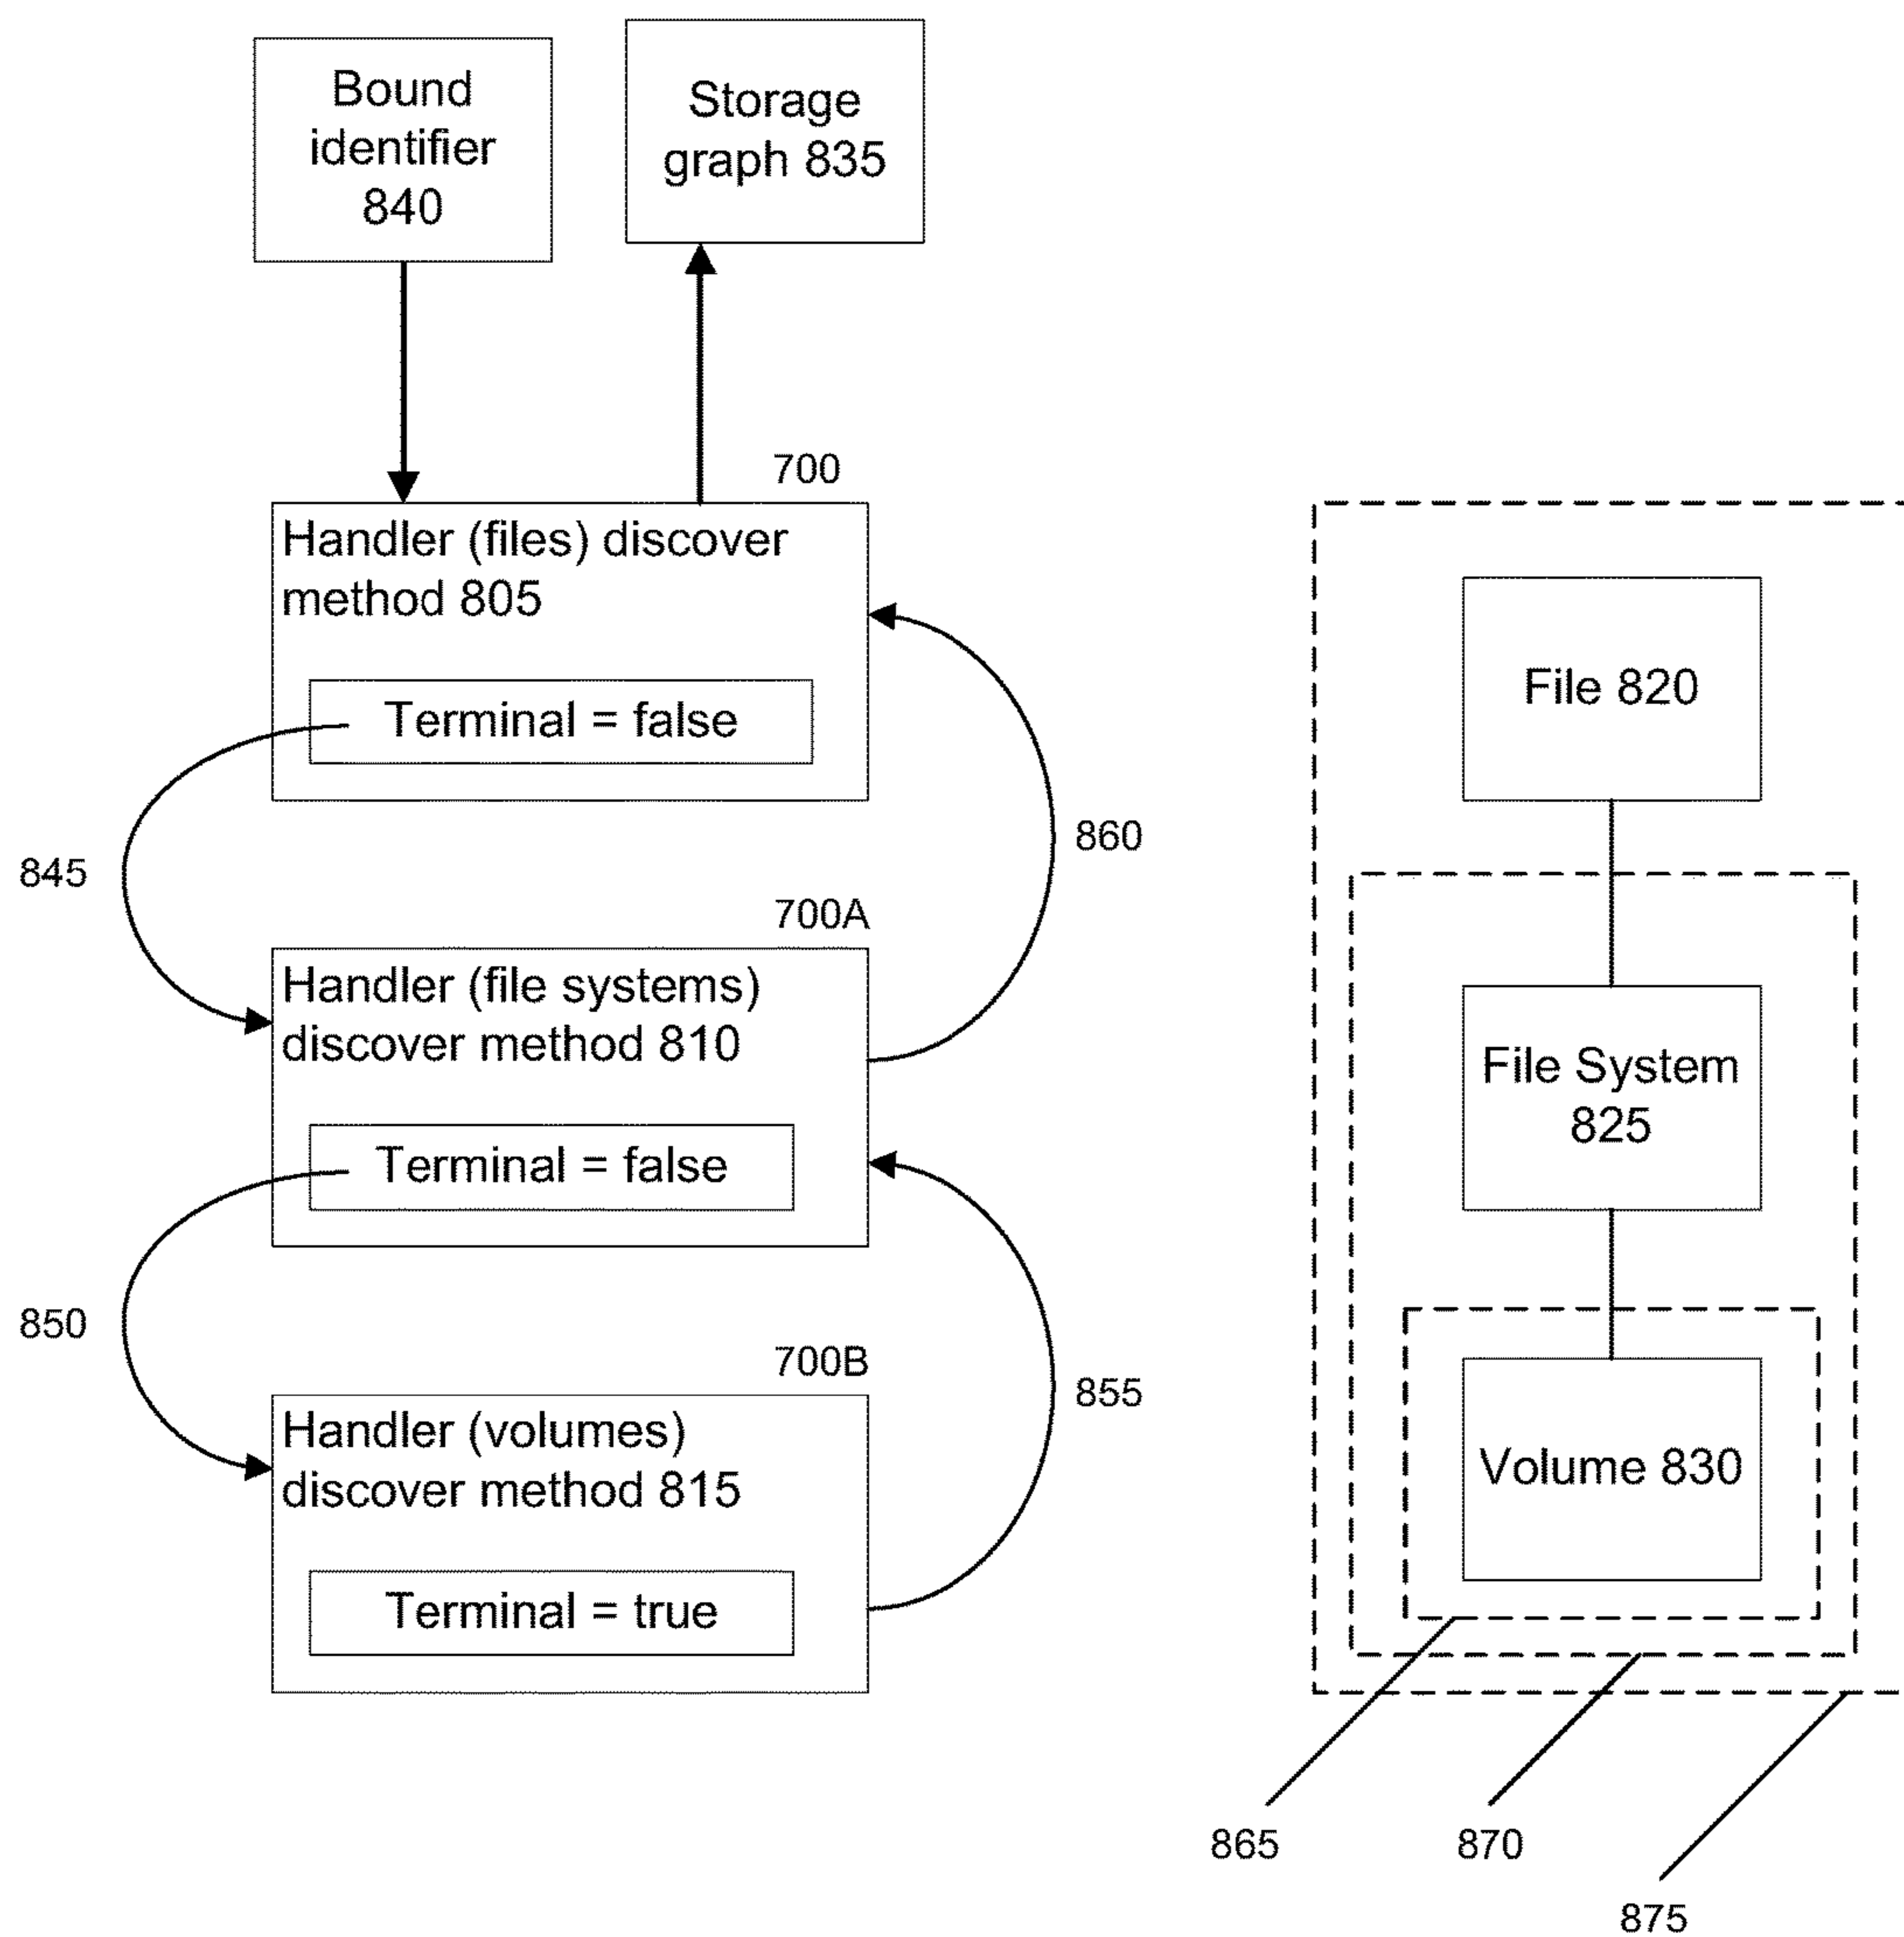 Bound
identifier
840
Storage
graph 835
700
Handler (files) discover
method 805
Terminal = false
845
860
700A
Handler (file systems)
discover method 810
Terminal = false
850
855
700B
Handler (volumes)
discover method 815
Terminal = true
File 820
File System
825
Volume 830
865
870
875